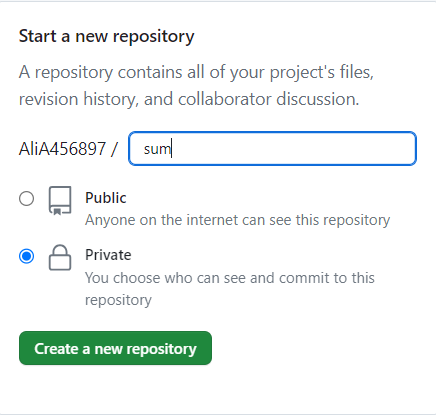 Start a new repository
A repository contains all of your project's files,
revision history, and collaborator discussion.
AliA456897 / sum
Public
Anyone on the internet can see this repository
Private
You choose who can see and commit to this
repository
Create a new repository